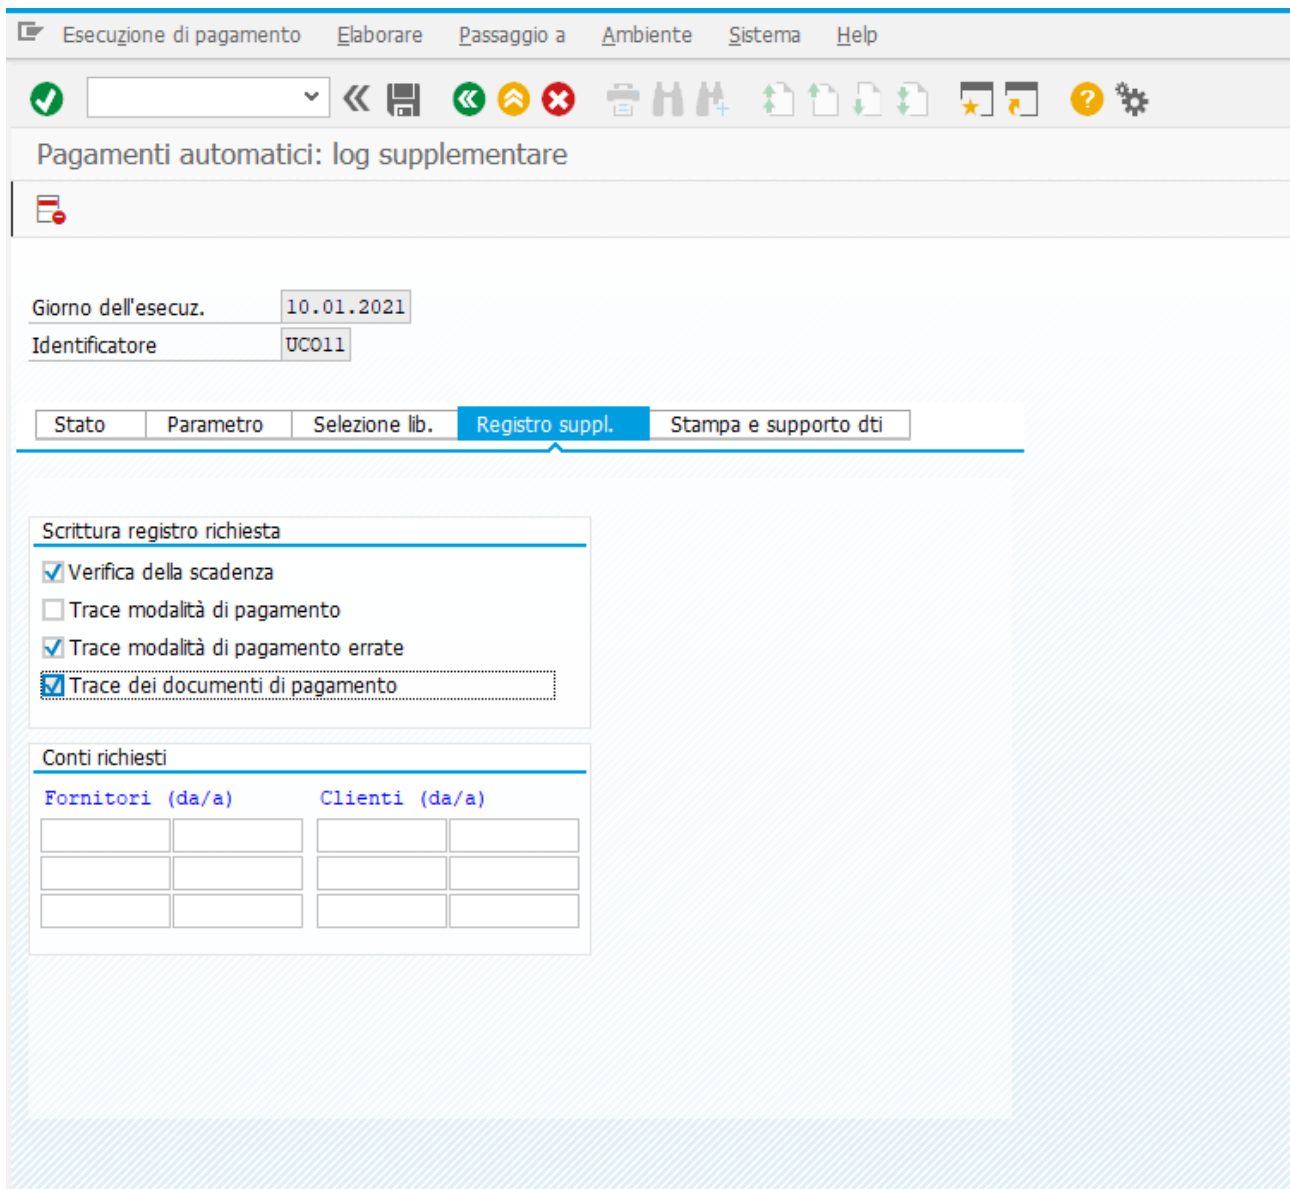 Esecuzione di pagamento Elaborare Passaggio a Ambiente Sistema Help
Pagamenti automatici: log supplementare
Giorno dell'esecuz. 10.01.2021
Identificatore UCO11
Stato Parametro Selezione lib. Registro suppl. Stampa e supporto dti
Scrittura registro richiesta
Verifica della scadenza
Trace modalità di pagamento
Trace modalità di pagamento errate
Trace dei documenti di pagamento
Conti richiesti
Fornitori (da/a) Clienti (da/a)